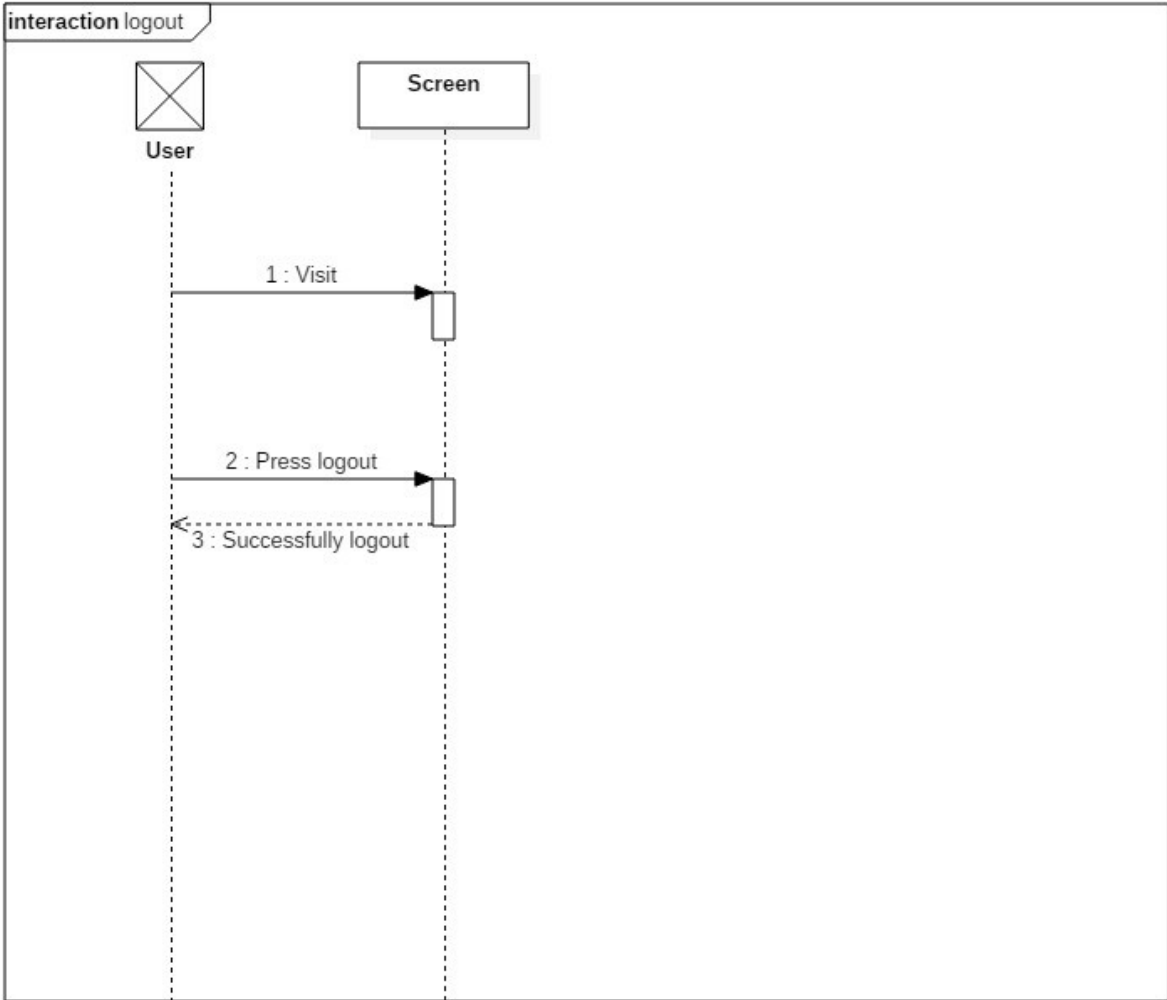 interaction logout
Screen
User
1 : Visit
2 : Press logout
3 : Successfully logout